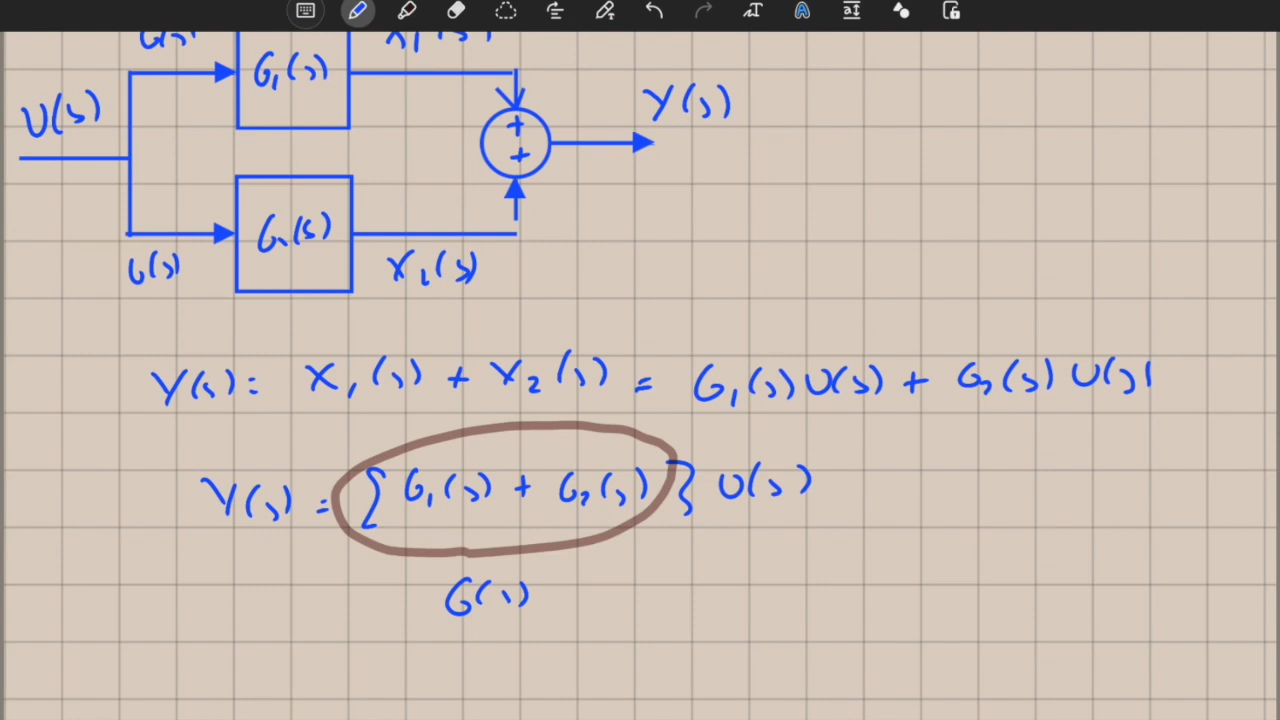 G₁(s)
U(s)
Y(s)
+
+
G₂(s)
U(s)
X₂(s)
Y(s) = X₁(s) + X₂(s) = G₁(s) U(s) + G₂(s) U(s)
Y(s) = { G₁(s) + G₂(s) } U(s)
G(s)